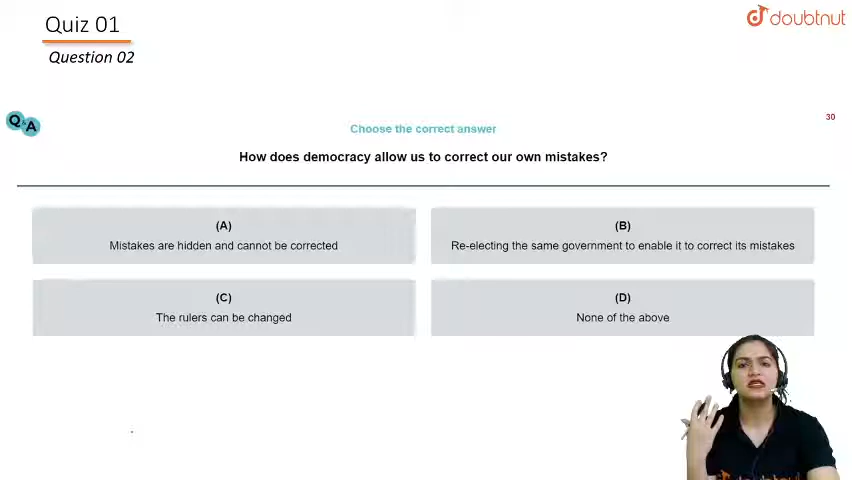 Quiz 01
doubtnut
Question 02
Q&A
30
Choose the correct answer
How does democracy allow us to correct our own mistakes?
(A)
Mistakes are hidden and cannot be corrected
(B)
Re-electing the same government to enable it to correct its mistakes
(C)
The rulers can be changed
(D)
None of the above
doubtnut